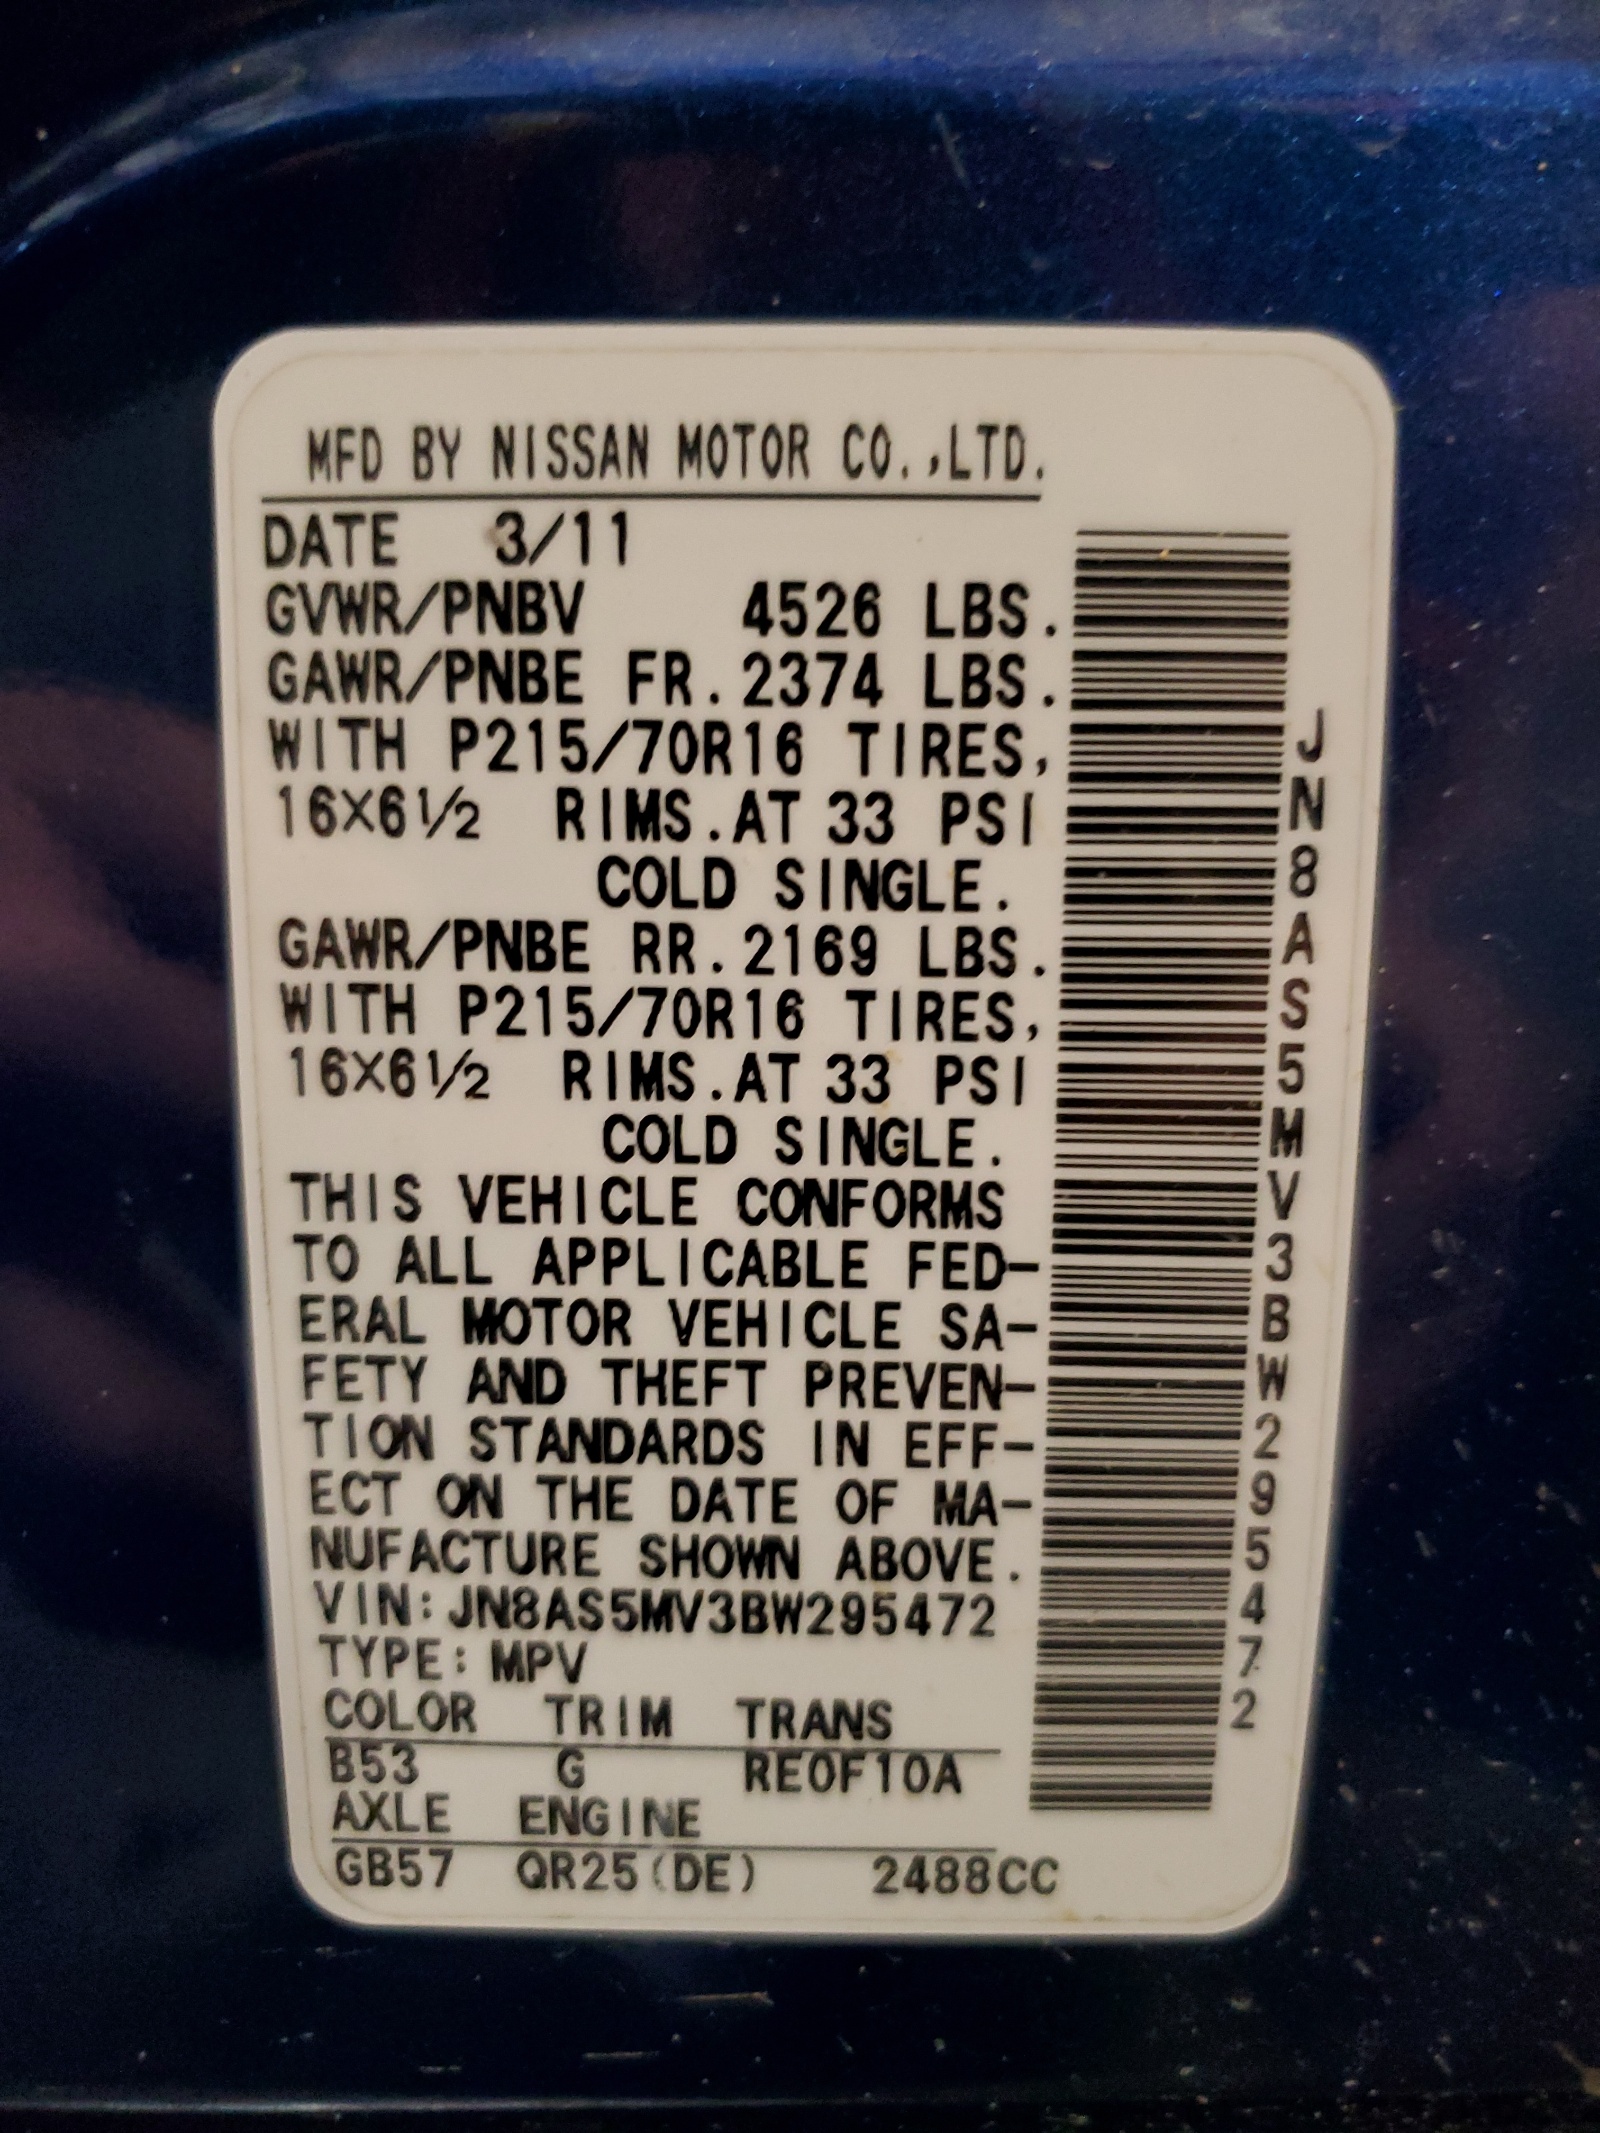 MFD BY NISSAN MOTOR CO.,LTD.
DATE 3/11
GVWR/PNBV 4526 LBS.
GAWR/PNBE FR.2374 LBS.
WITH P215/70R16 TIRES,
16X6½ RIMS.AT 33 PSI
COLD SINGLE.
GAWR/PNBE RR.2169 LBS.
WITH P215/70R16 TIRES,
16X6½ RIMS.AT 33 PSI
COLD SINGLE.
THIS VEHICLE CONFORMS
TO ALL APPLICABLE FED-
ERAL MOTOR VEHICLE SA-
FETY AND THEFT PREVEN-
TION STANDARDS IN EFF-
ECT ON THE DATE OF MA-
NUFACTURE SHOWN ABOVE.
VIN:JN8AS5MV3BW295472
TYPE:MPV
COLOR TRIM TRANS
B53 G RE0F10A
AXLE ENGINE
GB57 QR25(DE) 2488CC
JN8AS5MV3BW295472